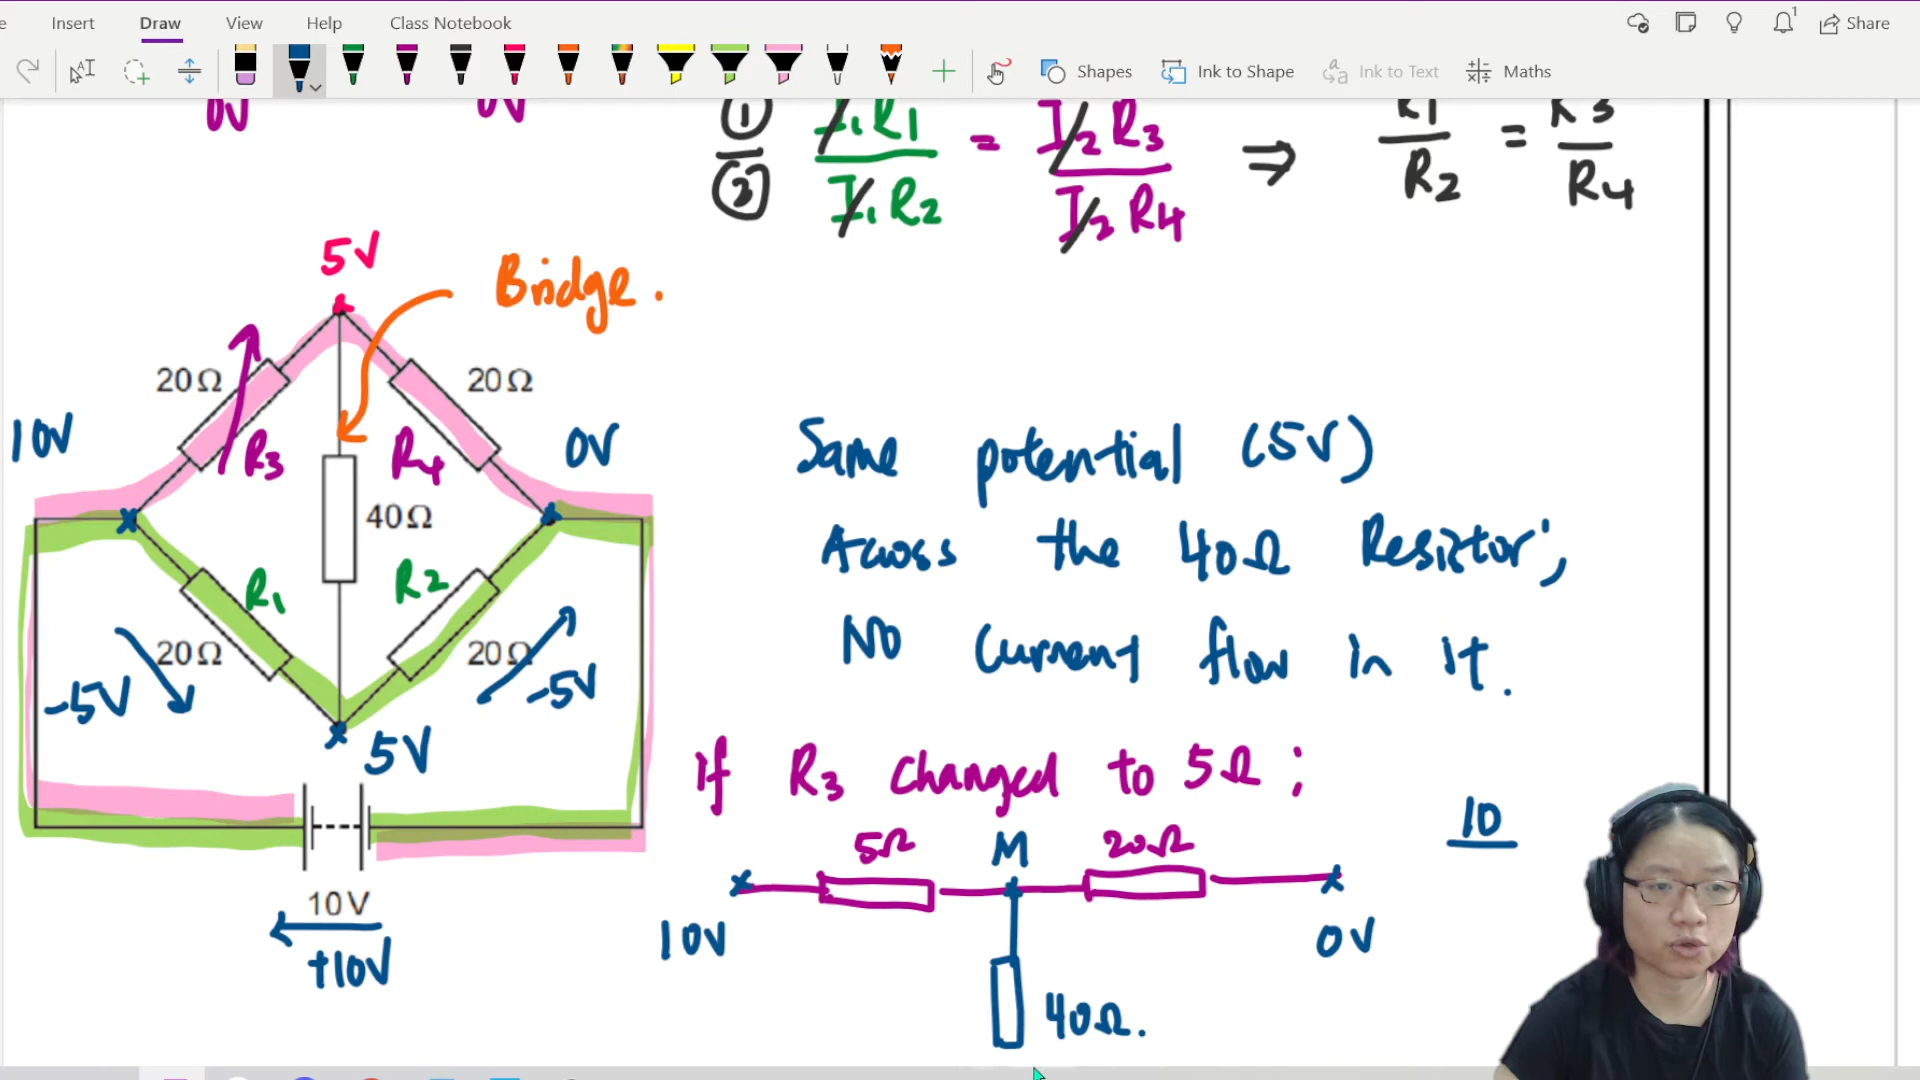 Insert Draw View Help Class Notebook
1 Share
Shapes Ink to Shape Ink to Text Maths
0V 0V
① I1R1 = I2R3 ⇒ R1 = R3
② I1R2 I2R4 R2 R4
5V
Bridge.
20Ω 20Ω
10V R3 R4 0V
40Ω
R1 R2
20Ω 20Ω
-5V -5V
5V
10V
+10V
Same potential (5V)
Across the 40Ω Resistor;
No current flow in it.
If R3 changed to 5Ω;
10
5Ω M 20Ω
10V 0V
40Ω.